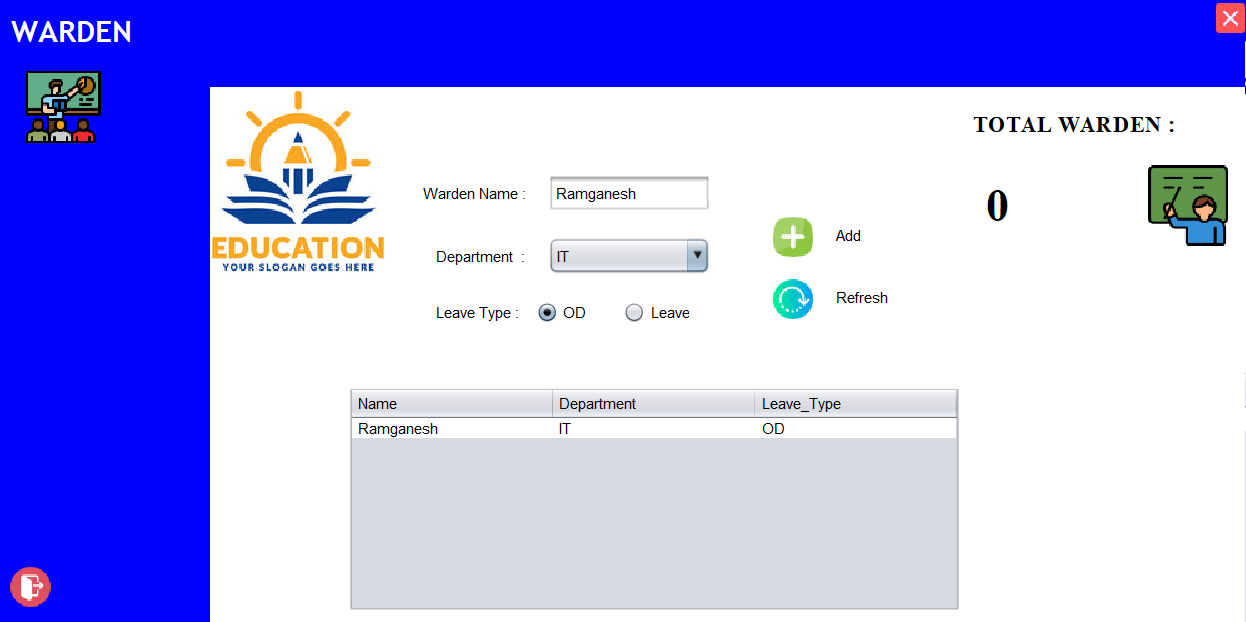 WARDEN
TOTAL WARDEN :
0
EDUCATION
YOUR SLOGAN GOES HERE
Warden Name : Ramganesh
Department : IT
Leave Type : OD Leave
Add
Refresh
Name Department Leave_Type
Ramganesh IT OD